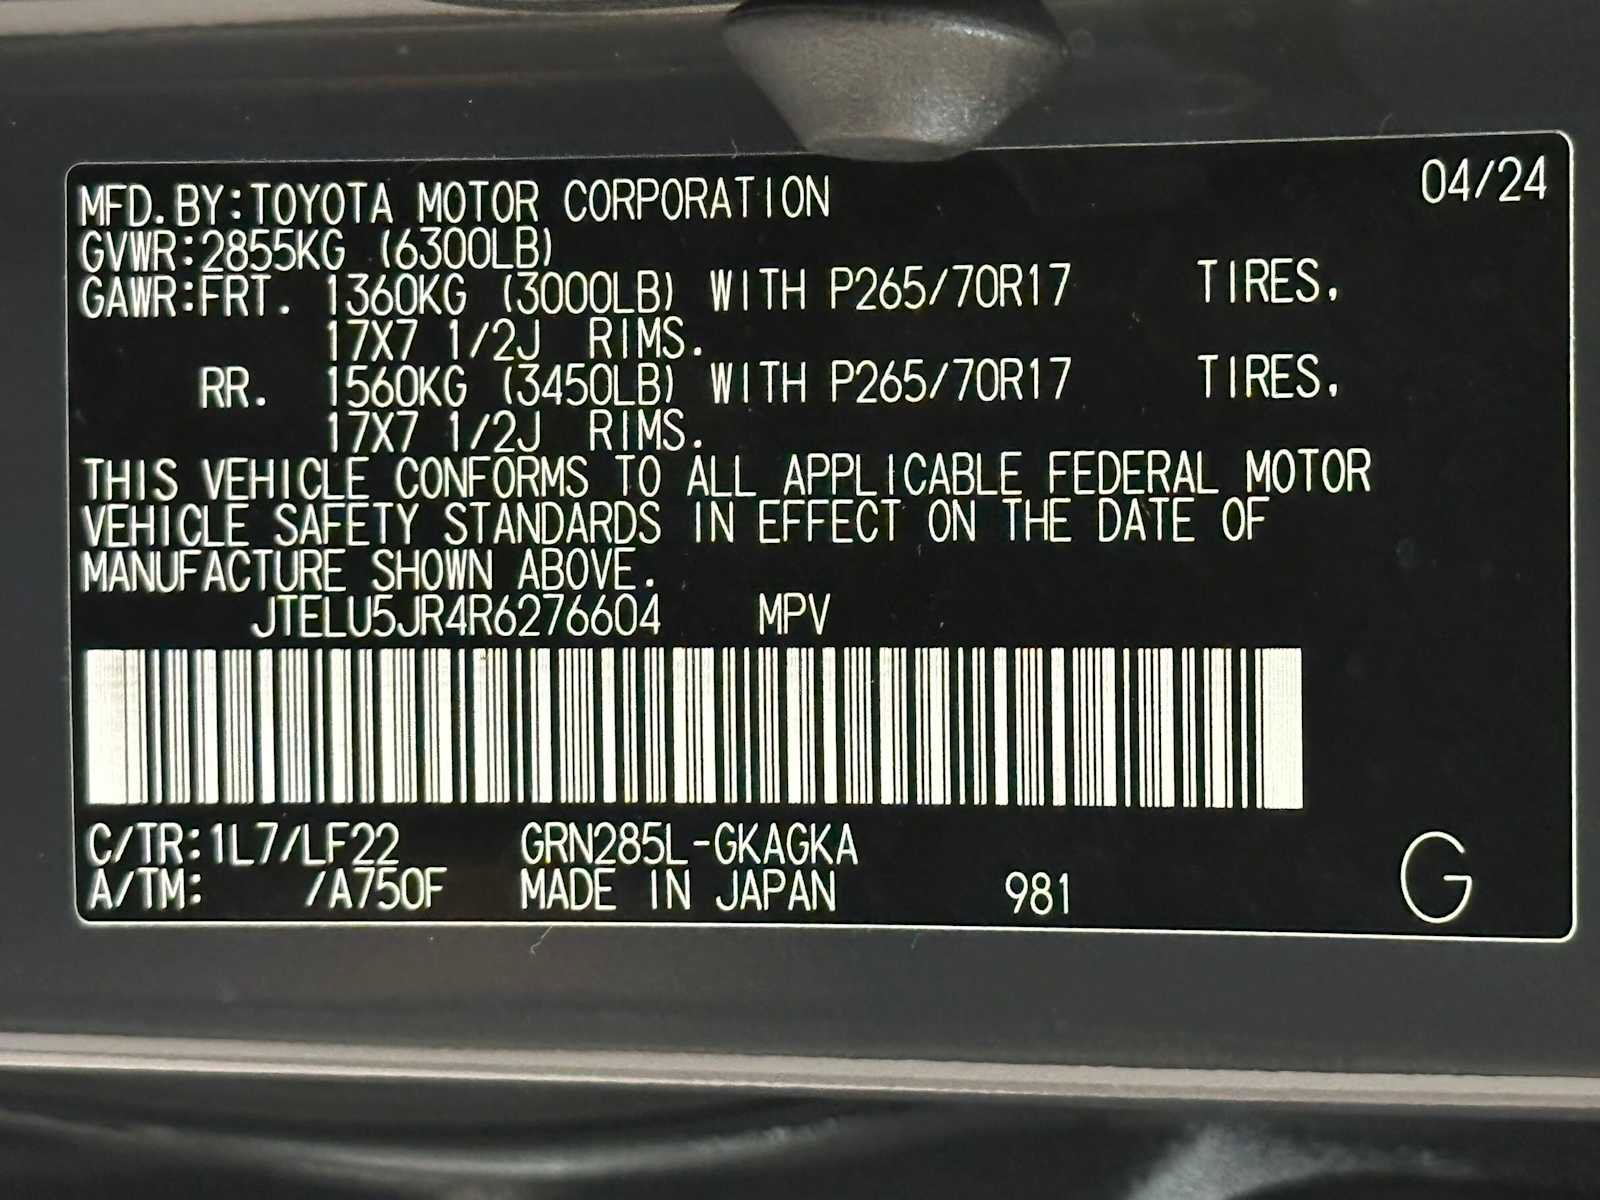 04/24
MFD.BY:TOYOTA MOTOR CORPORATION
GVWR:2855KG (6300LB)
GAWR:FRT. 1360KG (3000LB) WITH P265/70R17 TIRES,
17X7 1/2J RIMS.
RR. 1560KG (3450LB) WITH P265/70R17 TIRES,
17X7 1/2J RIMS.
THIS VEHICLE CONFORMS TO ALL APPLICABLE FEDERAL MOTOR
VEHICLE SAFETY STANDARDS IN EFFECT ON THE DATE OF
MANUFACTURE SHOWN ABOVE.
JTELU5JR4R6276604 MPV
C/TR:1L7/LF22 GRN285L-GKAGKA
A/TM: /A750F MADE IN JAPAN 981 G